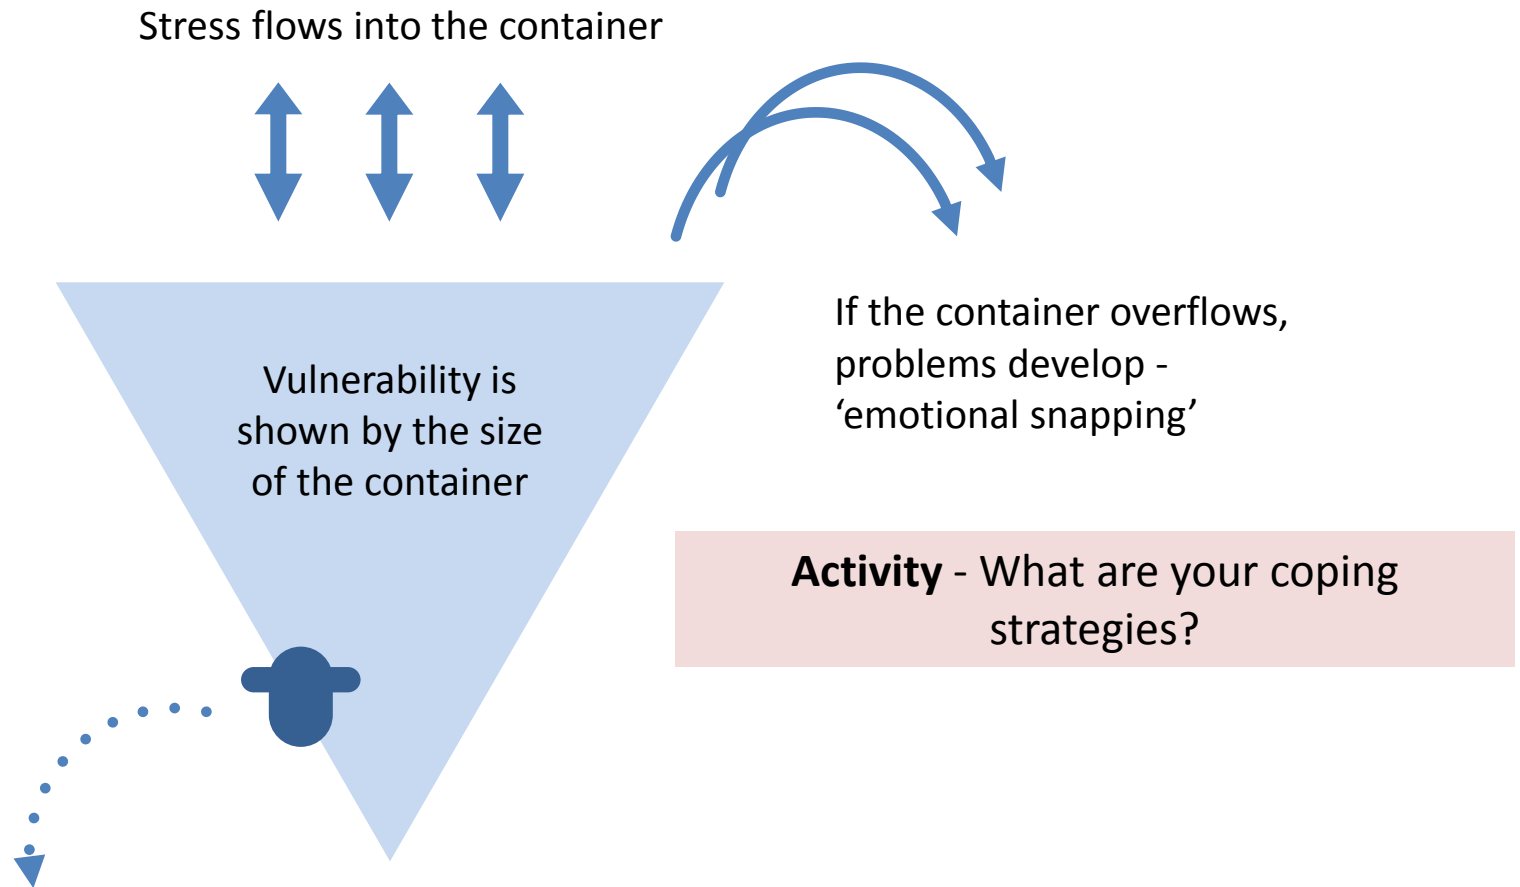 Stress flows into the container
Vulnerability is
shown by the size
of the container
If the container overflows,
problems develop -
‘emotional snapping’
Activity - What are your coping
strategies?